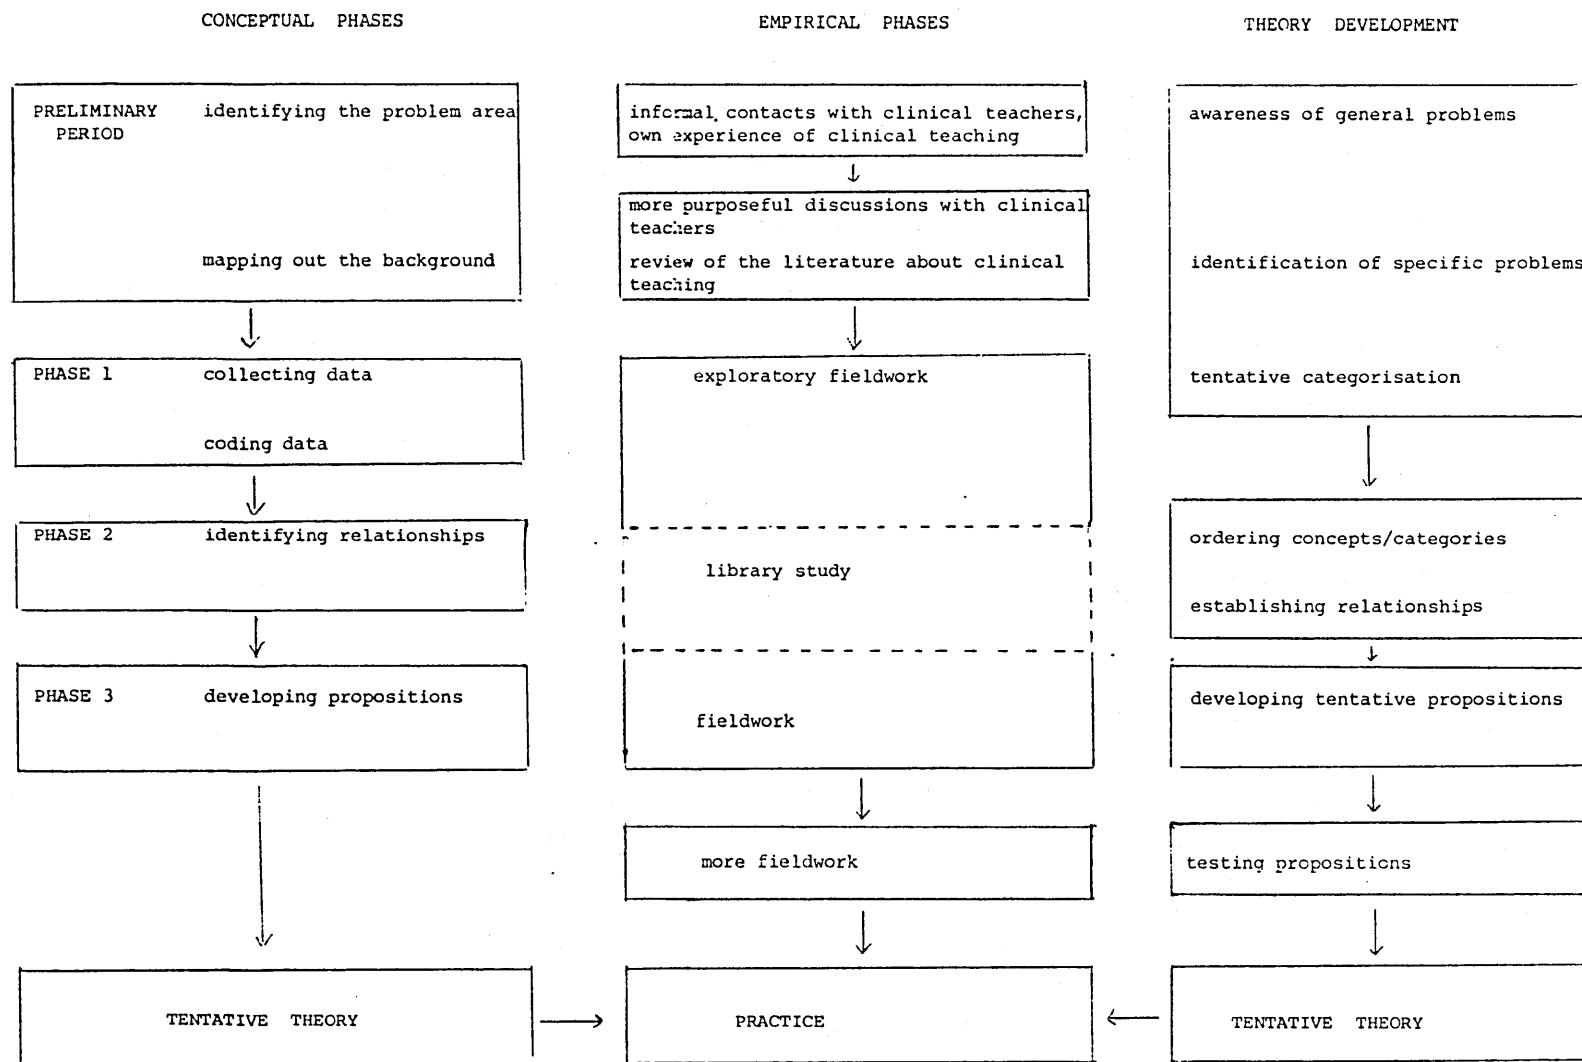 CONCEPTUAL PHASES
PRELIMINARY PERIOD
identifying the problem area
mapping out the background
PHASE 1 collecting data
coding data
PHASE 2 identifying relationships
PHASE 3 developing propositions
TENTATIVE THEORY
EMPIRICAL PHASES
informal contacts with clinical teachers,
own experience of clinical teaching
more purposeful discussions with clinical
teachers
review of the literature about clinical
teaching
exploratory fieldwork
library study
fieldwork
more fieldwork
PRACTICE
THEORY DEVELOPMENT
awareness of general problems
identification of specific problems
tentative categorisation
ordering concepts/categories
establishing relationships
developing tentative propositions
testing propositions
TENTATIVE THEORY